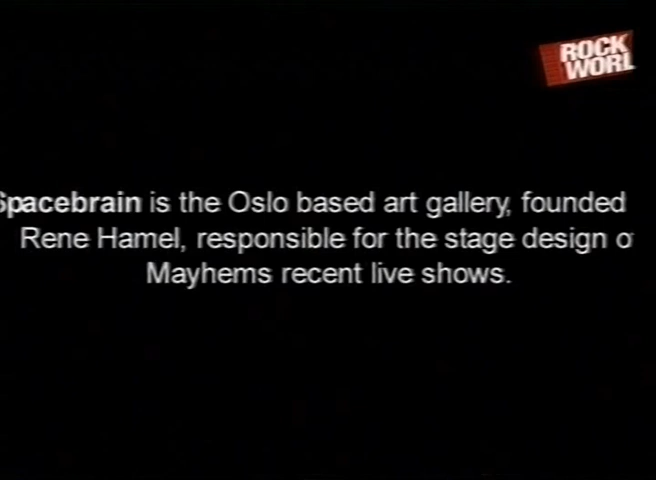 ROCK
WORL
Spacebrain is the Oslo based art gallery, founded
Rene Hamel, responsible for the stage design o
Mayhems recent live shows.